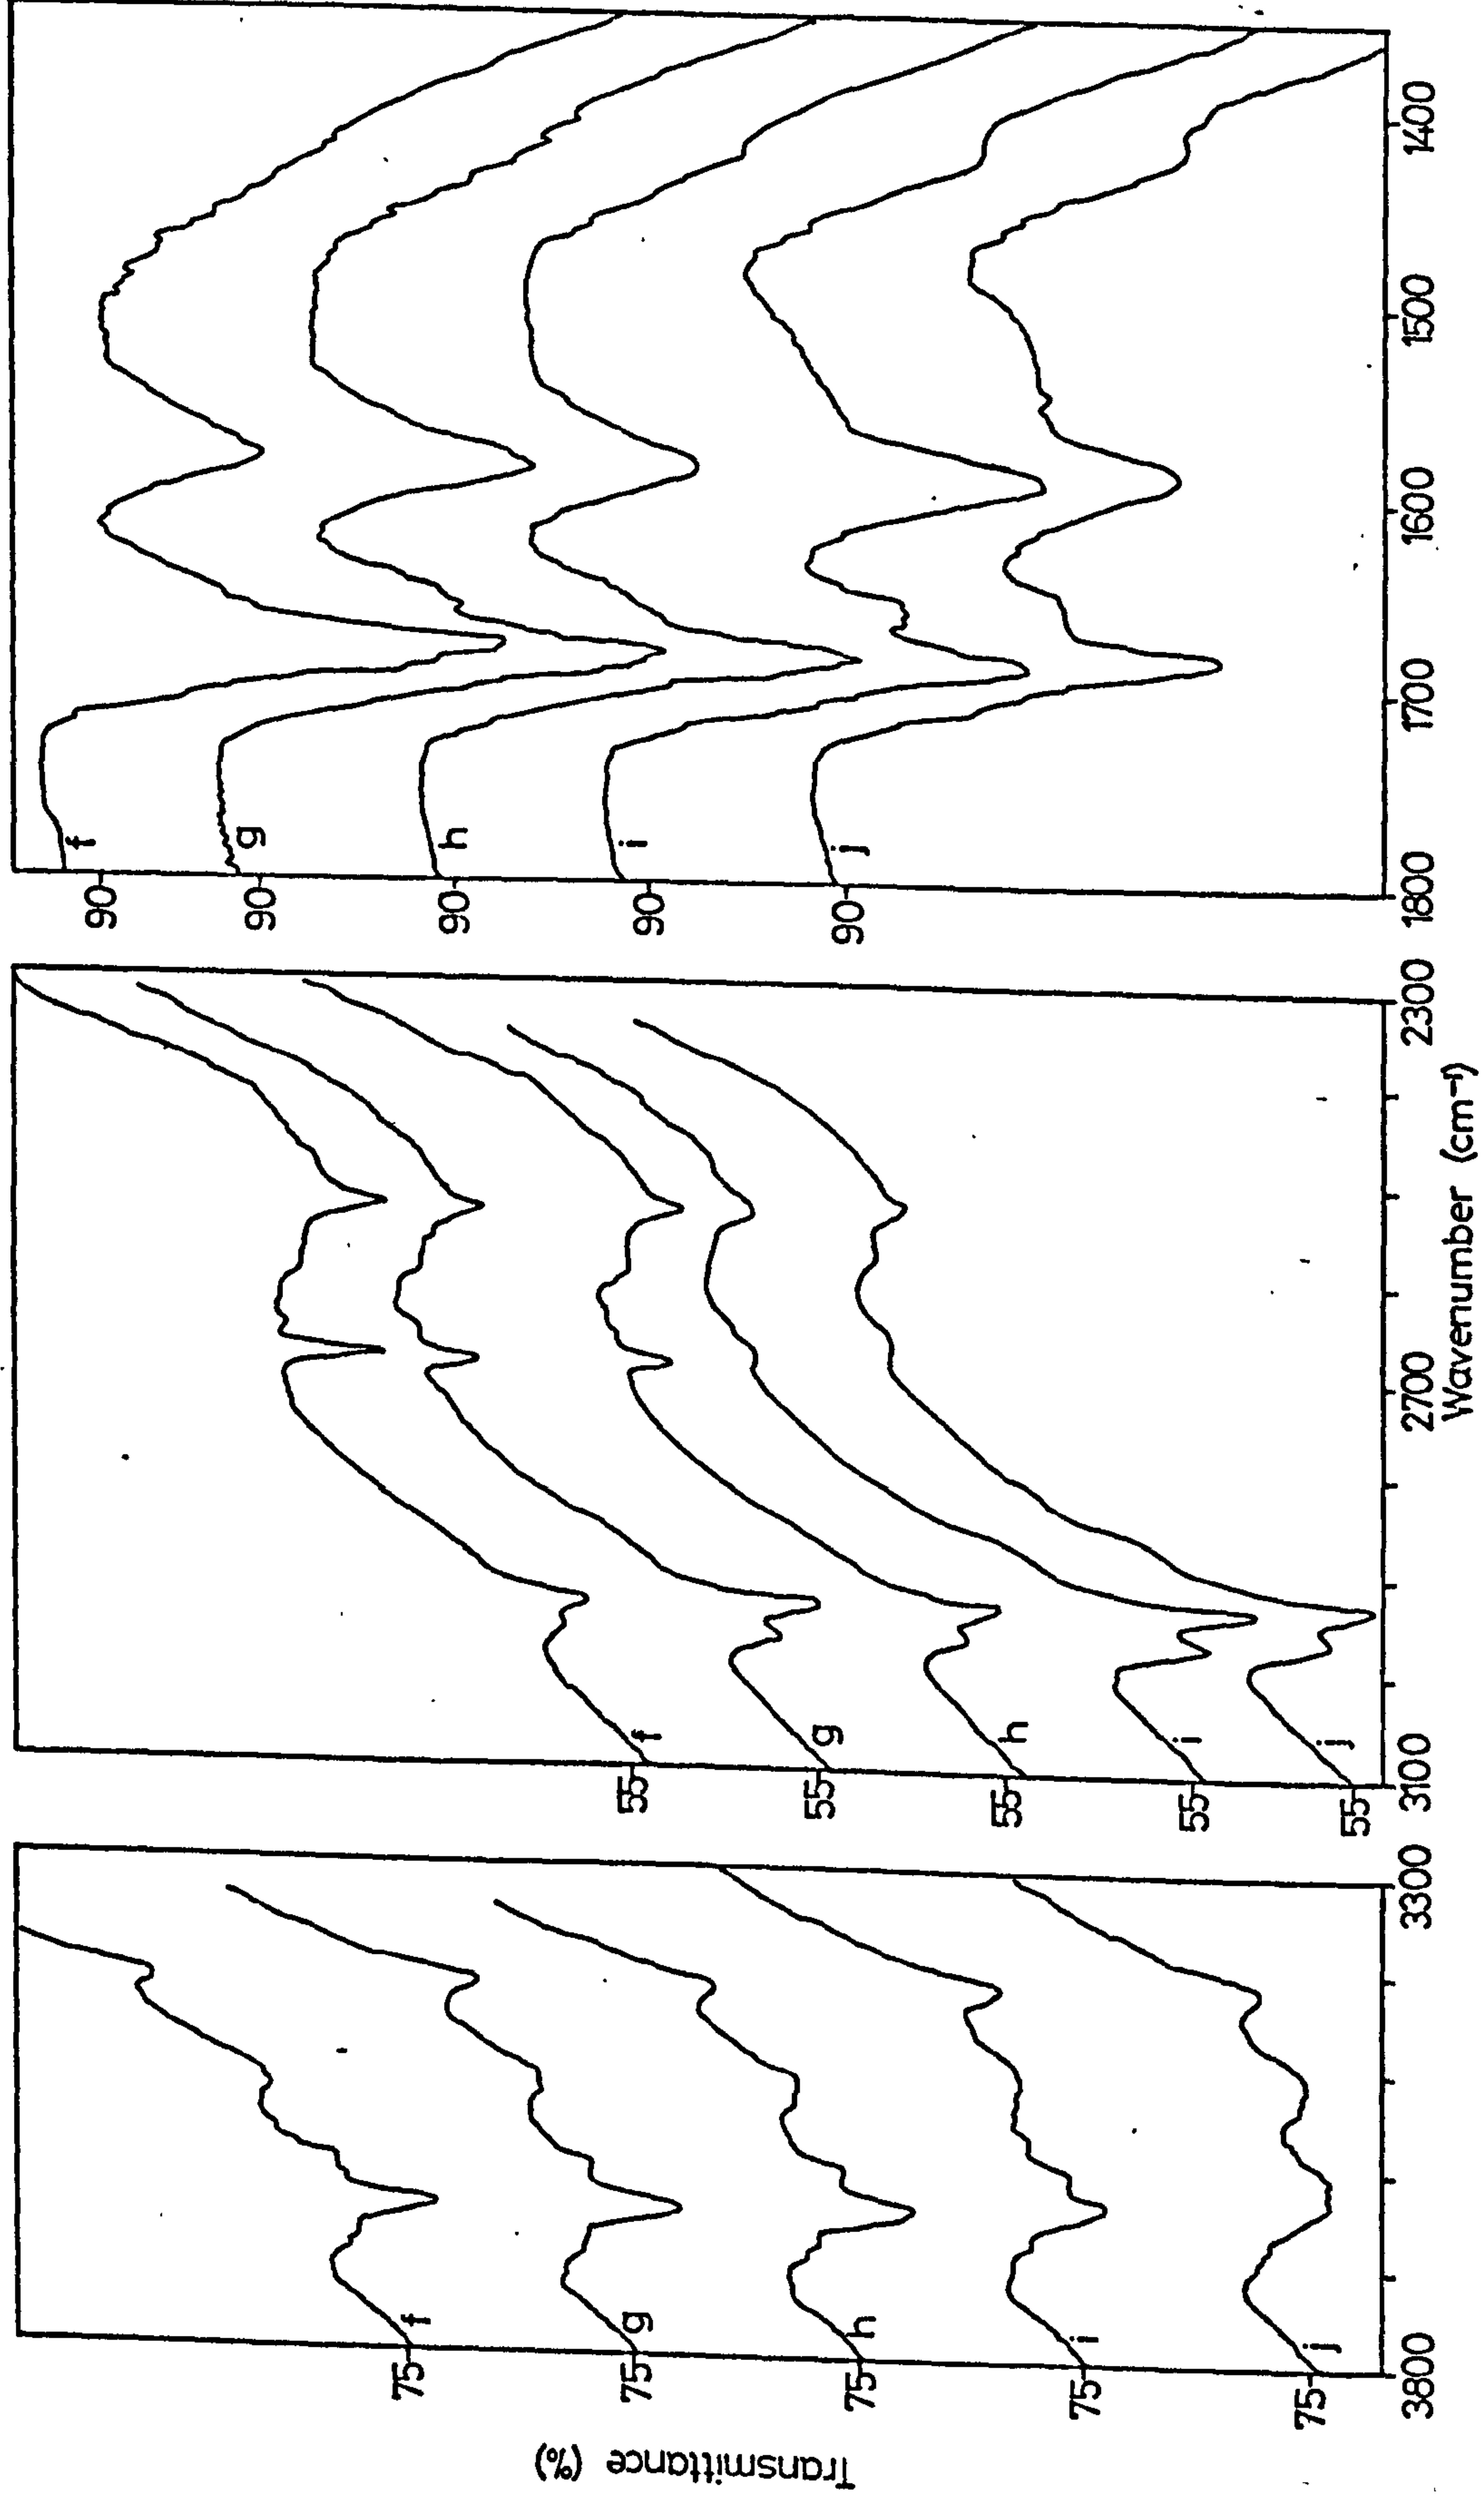 Transmittance (%)
75 75 75 75 75
f g h i j
3800 3300
55 55 55 55 55
f g h i j
3100 2700 2300
90 90 90 90 90
f g h i j
1800 1700 1600 1500 1400
Wavenumber (cm⁻¹)